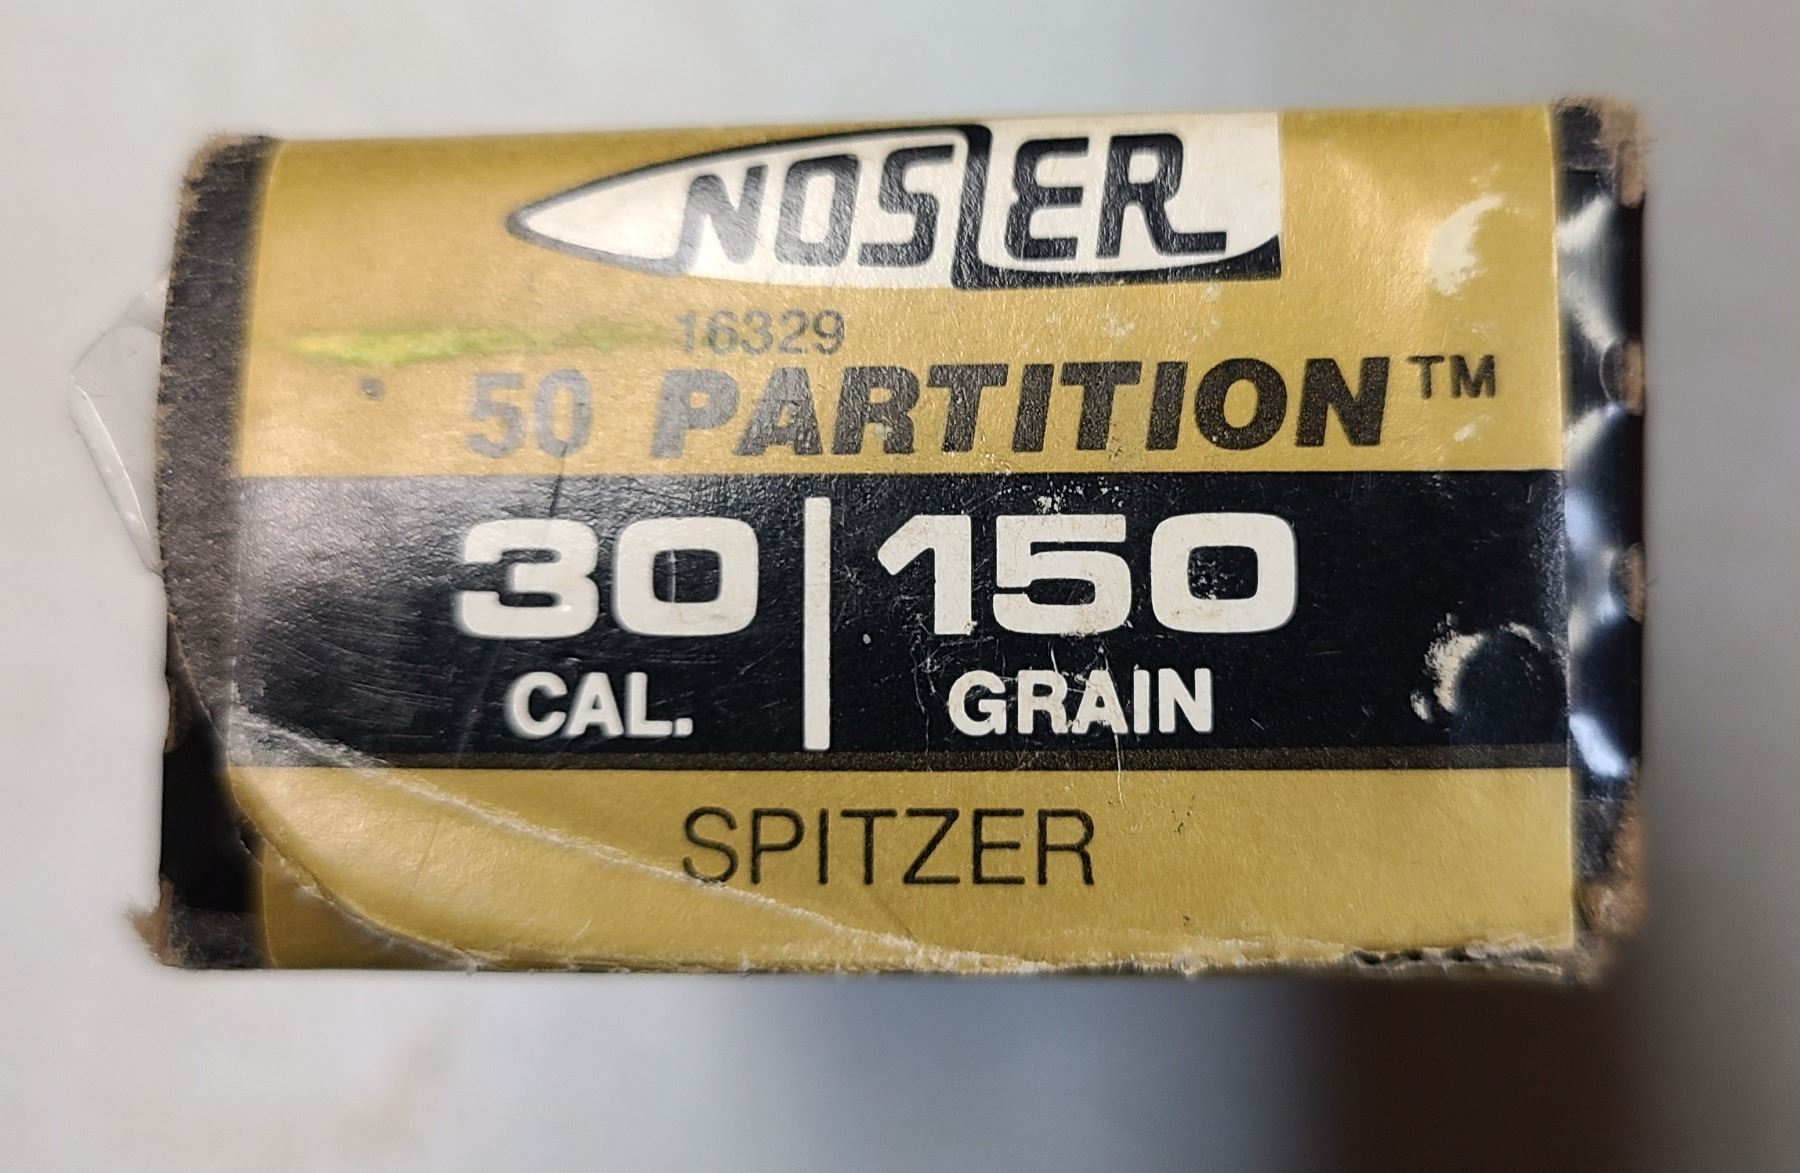 NOSLER
16329
50 PARTITION™
30 | 150
CAL. GRAIN
SPITZER